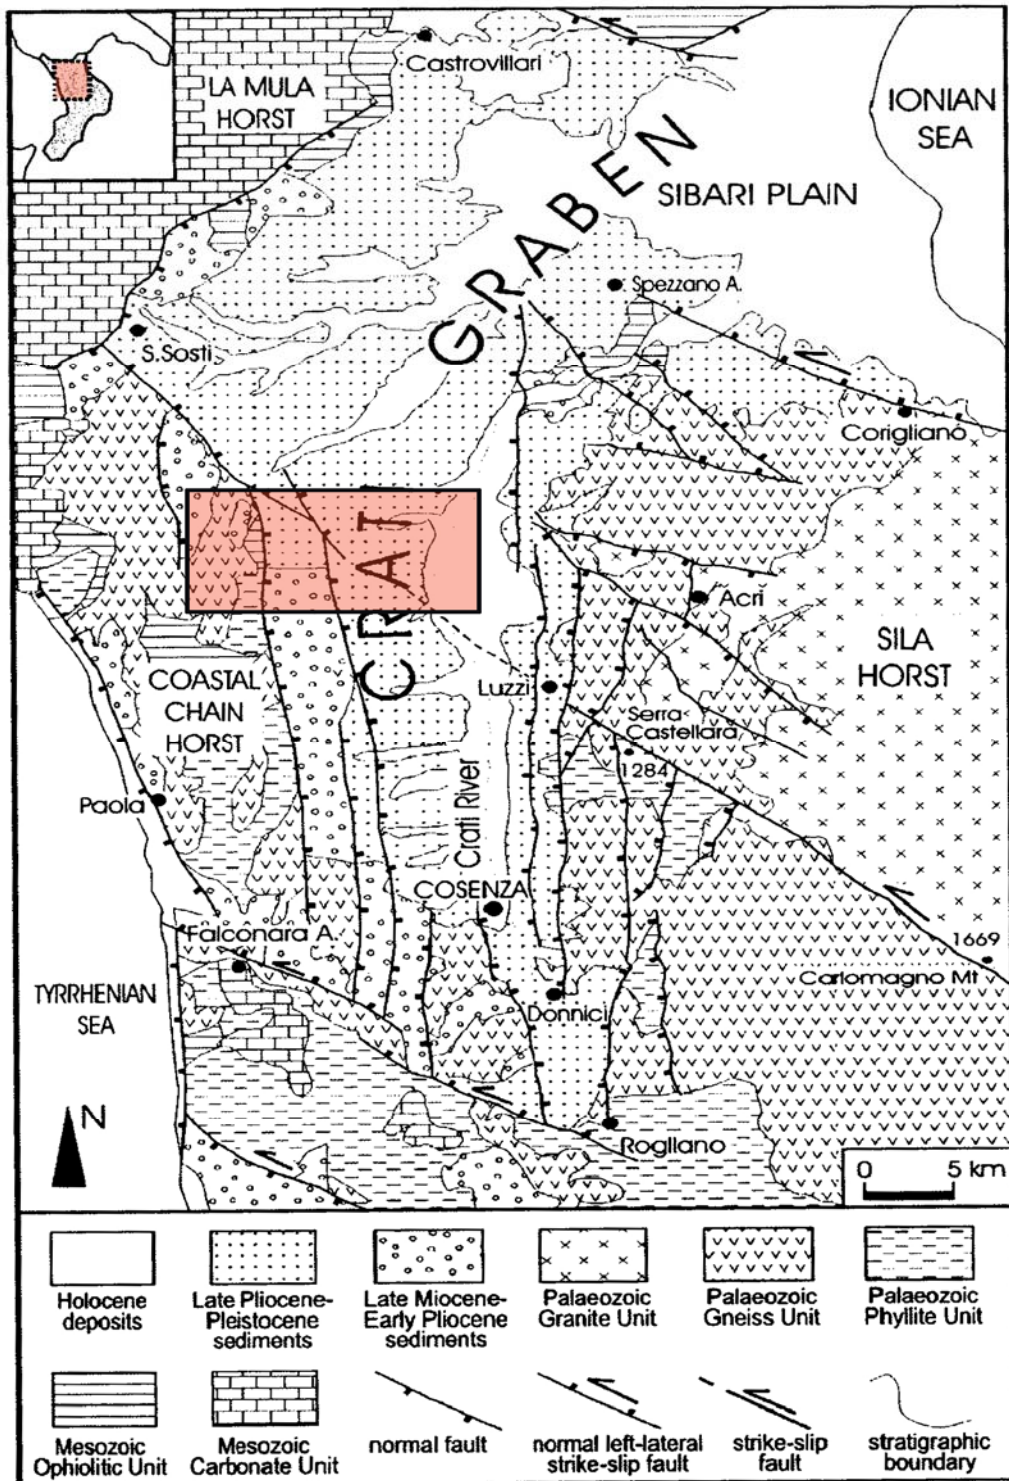 Castrovillari
LA MULA
HORST
IONIAN
SEA
SIBARI PLAIN
CRATI GRABEN
Spezzano A.
S.Sosti
Corigliano
Acri
SILA
HORST
COASTAL
CHAIN
HORST
Luzzi
Serra-
Castellara
1284
Paola
Crati River
COSENZA
Falconara A.
1669
Carlomagno Mt
TYRRHENIAN
SEA
Donnici
N
Rogliano
0 5 km
Holocene
deposits
Late Pliocene-
Pleistocene
sediments
Late Miocene-
Early Pliocene
sediments
Palaeozoic
Granite Unit
Palaeozoic
Gneiss Unit
Palaeozoic
Phyllite Unit
Mesozoic
Ophiolitic Unit
Mesozoic
Carbonate Unit
normal fault
normal left-lateral
strike-slip fault
strike-slip
fault
stratigraphic
boundary